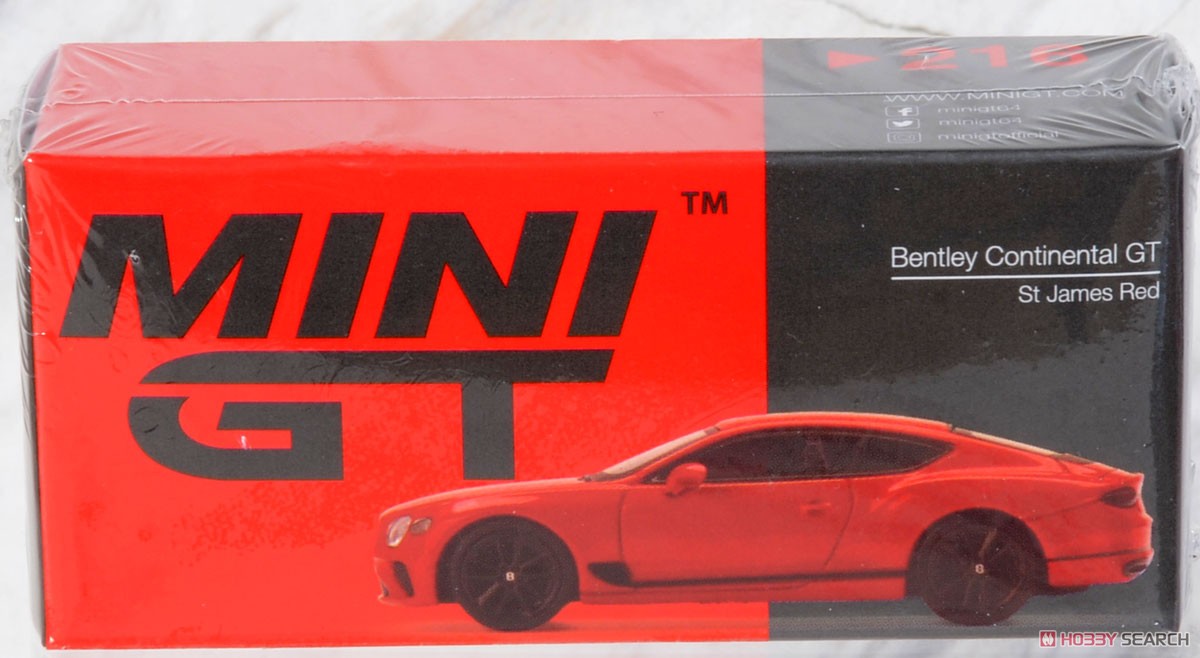 ▶216
WWW.MINIGT.COM
minigt64
minigt64
minigtofficial
MINI
GT
TM
Bentley Continental GT
St James Red
B
B
HOBBY SEARCH